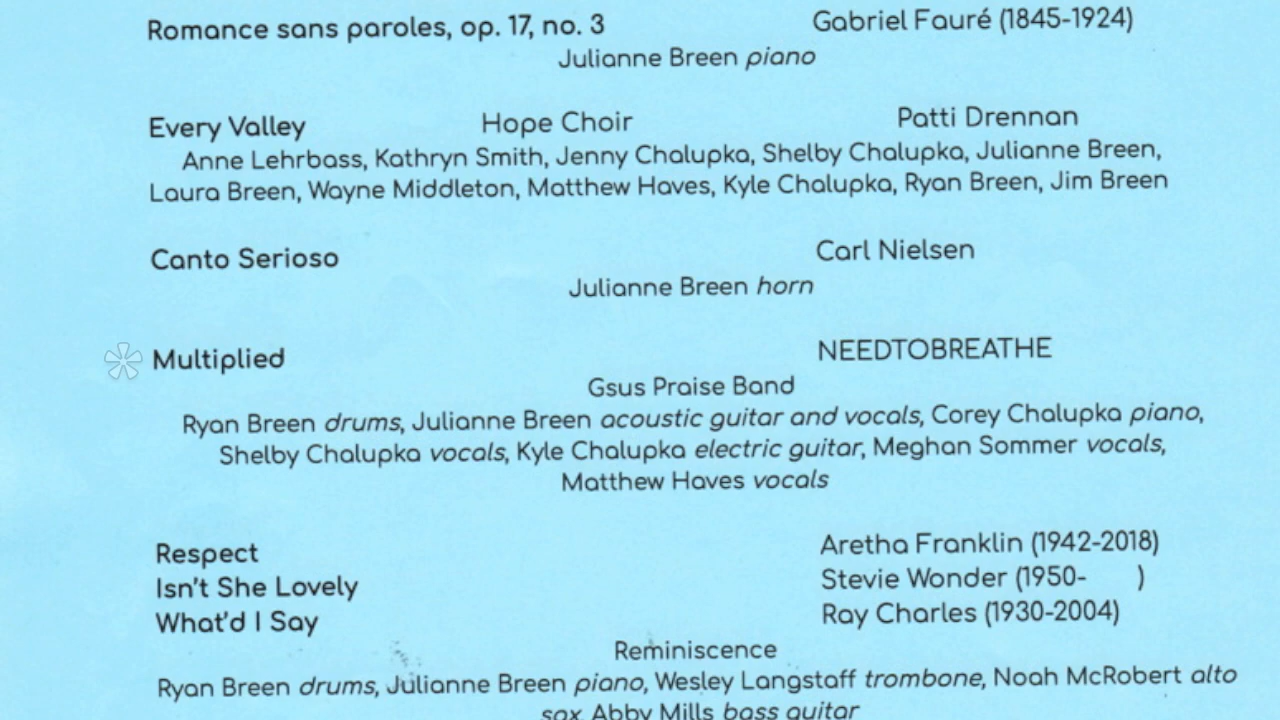 Romance sans paroles, op. 17, no. 3 Gabriel Fauré (1845-1924)
Julianne Breen piano
Every Valley Hope Choir Patti Drennan
Anne Lehrbass, Kathryn Smith, Jenny Chalupka, Shelby Chalupka, Julianne Breen,
Laura Breen, Wayne Middleton, Matthew Haves, Kyle Chalupka, Ryan Breen, Jim Breen
Canto Serioso Carl Nielsen
Julianne Breen horn
Multiplied NEEDTOBREATHE
Gsus Praise Band
Ryan Breen drums, Julianne Breen acoustic guitar and vocals, Corey Chalupka piano,
Shelby Chalupka vocals, Kyle Chalupka electric guitar, Meghan Sommer vocals,
Matthew Haves vocals
Respect Aretha Franklin (1942-2018)
Isn't She Lovely Stevie Wonder (1950- )
What'd I Say Ray Charles (1930-2004)
Reminiscence
Ryan Breen drums, Julianne Breen piano, Wesley Langstaff trombone, Noah McRobert alto
sax, Abby Mills bass guitar